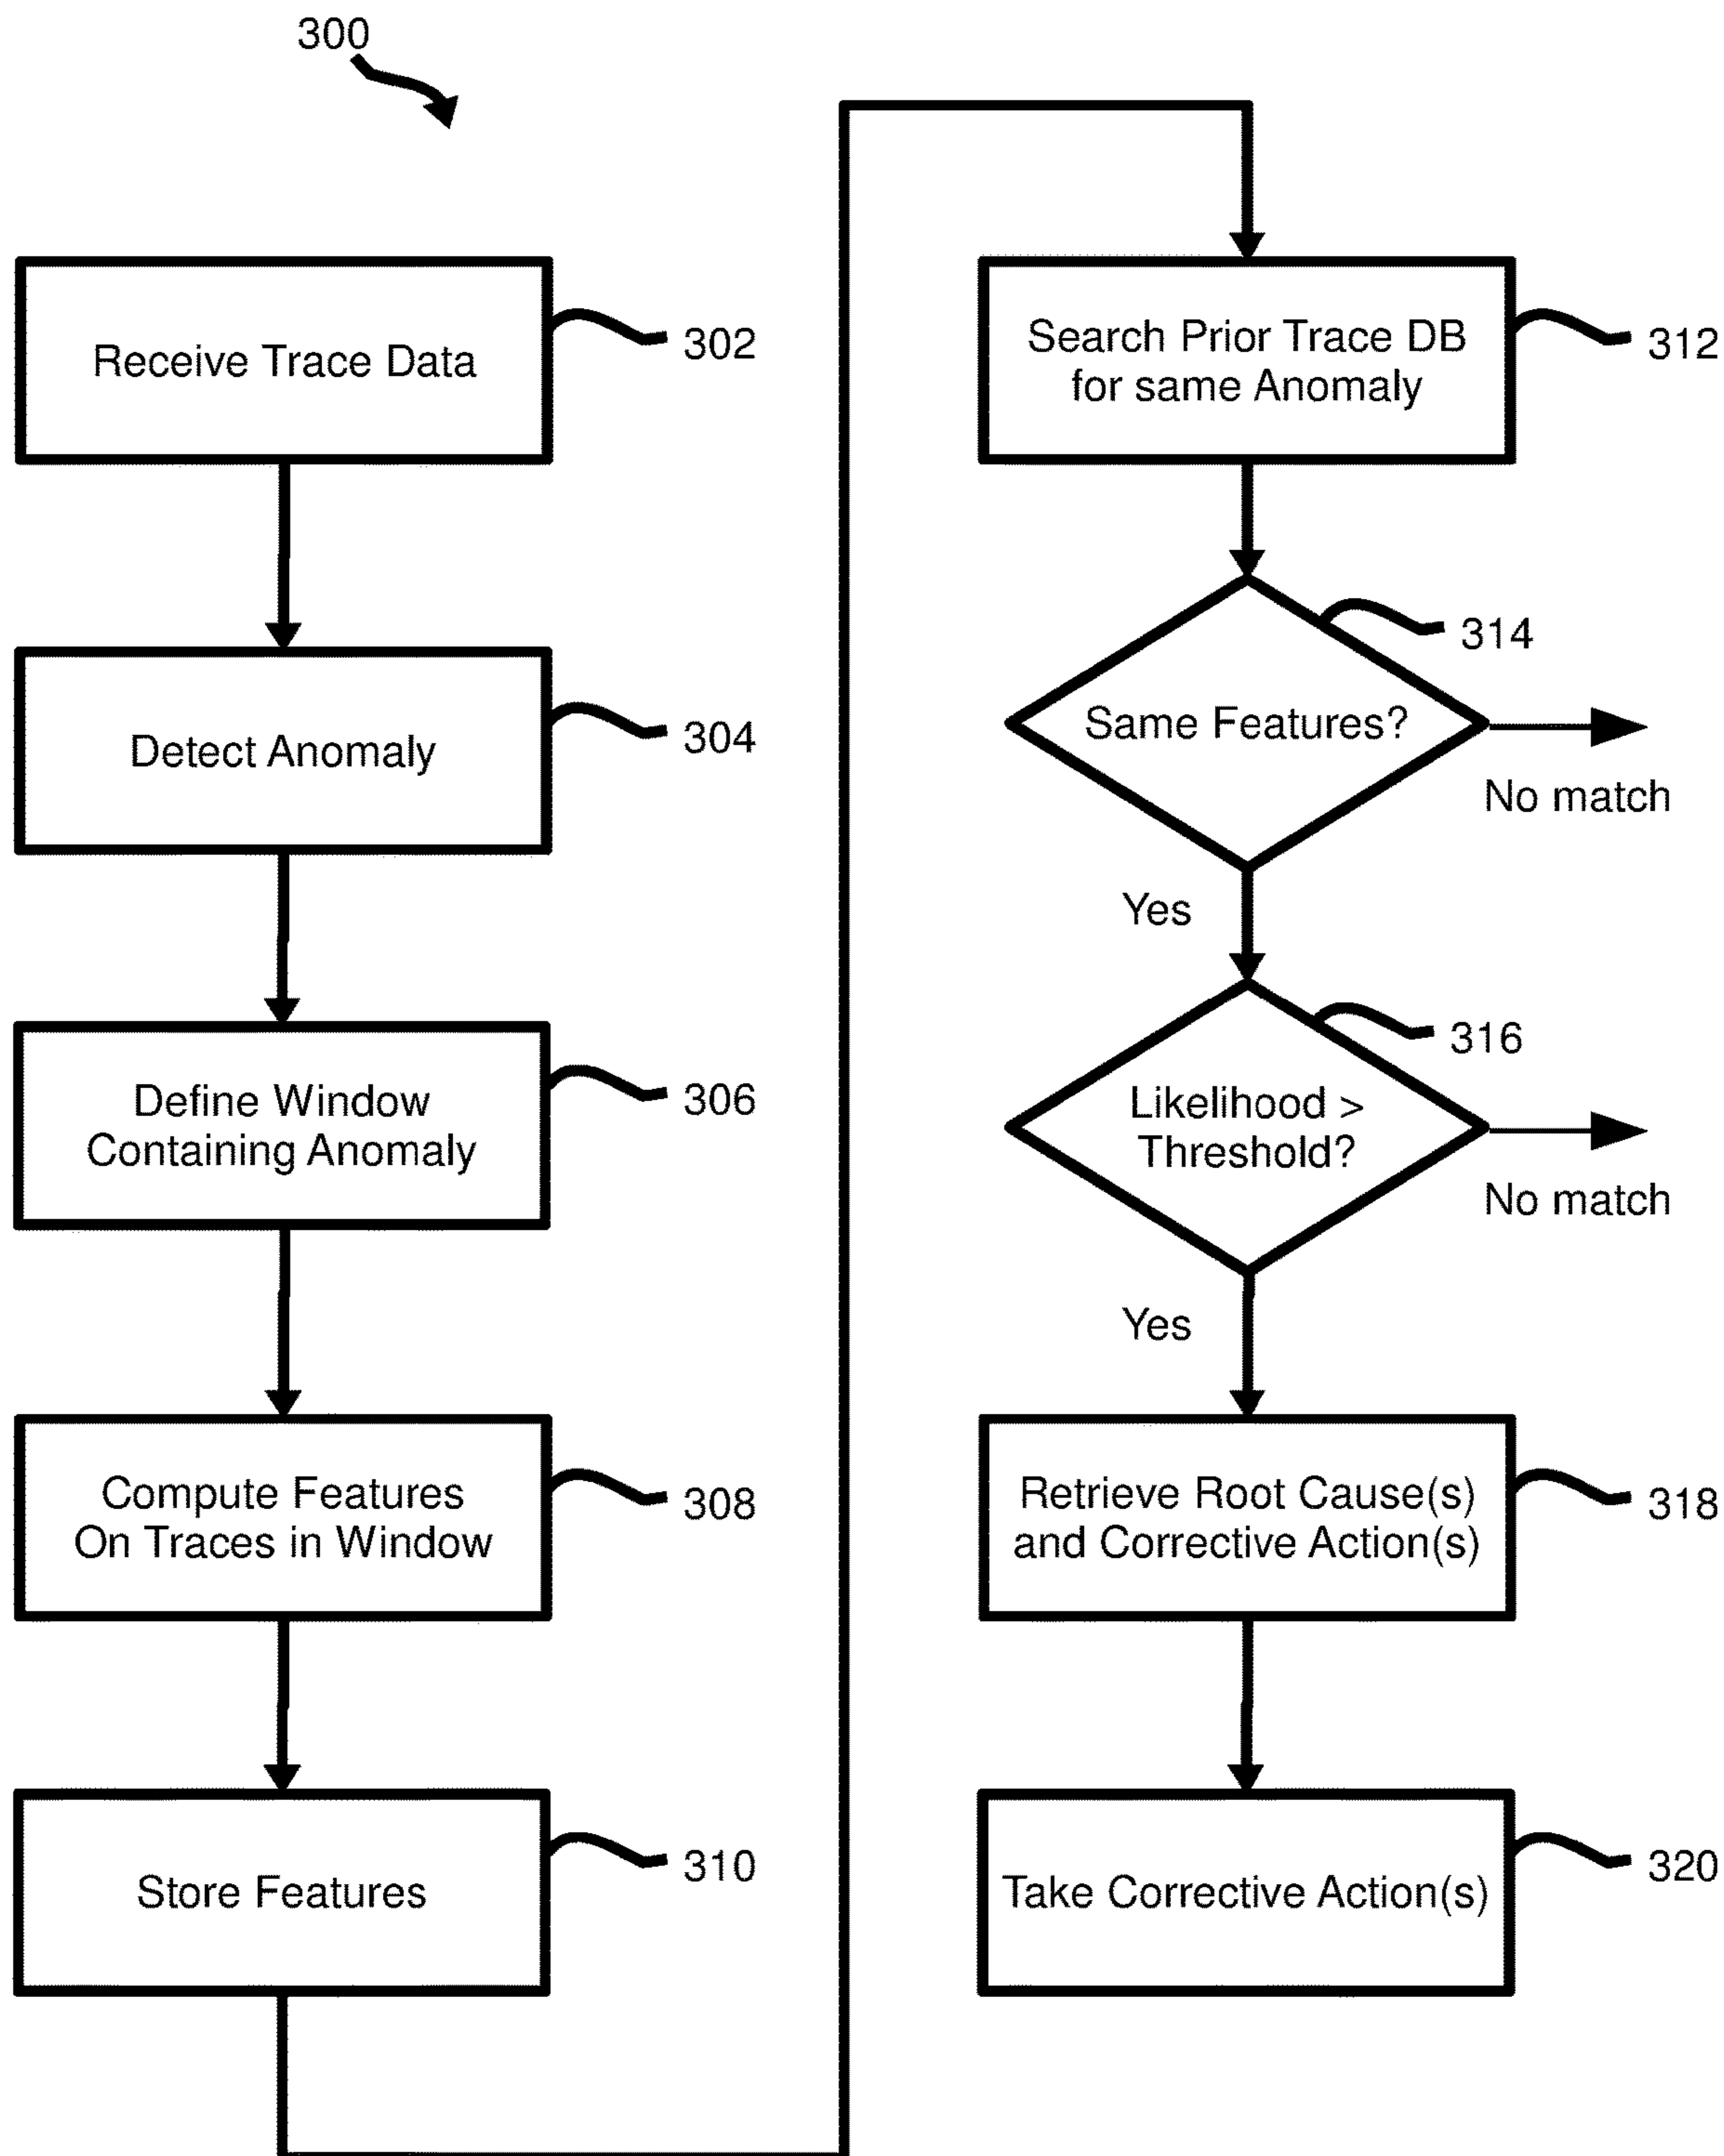 300
Receive Trace Data
302
Detect Anomaly
304
Define Window
Containing Anomaly
306
Compute Features
On Traces in Window
308
Store Features
310
Search Prior Trace DB
for same Anomaly
312
314
Same Features?
No match
Yes
316
Likelihood >
Threshold?
No match
Yes
Retrieve Root Cause(s)
and Corrective Action(s)
318
Take Corrective Action(s)
320